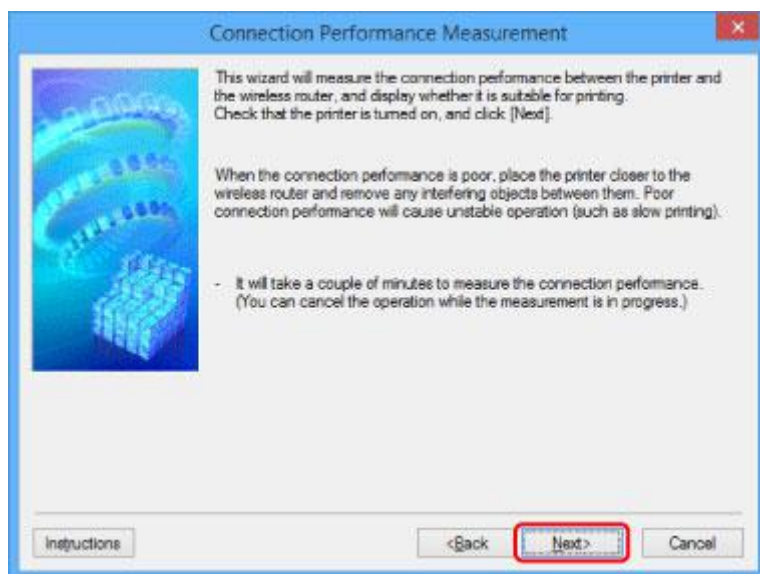 Connection Performance Measurement
This wizard will measure the connection performance between the printer and
the wireless router, and display whether it is suitable for printing.
Check that the printer is turned on, and click [Next].
When the connection performance is poor, place the printer closer to the
wireless router and remove any interfering objects between them. Poor
connection performance will cause unstable operation (such as slow printing).
- It will take a couple of minutes to measure the connection performance.
(You can cancel the operation while the measurement is in progress.)
Instructions <Back Next> Cancel